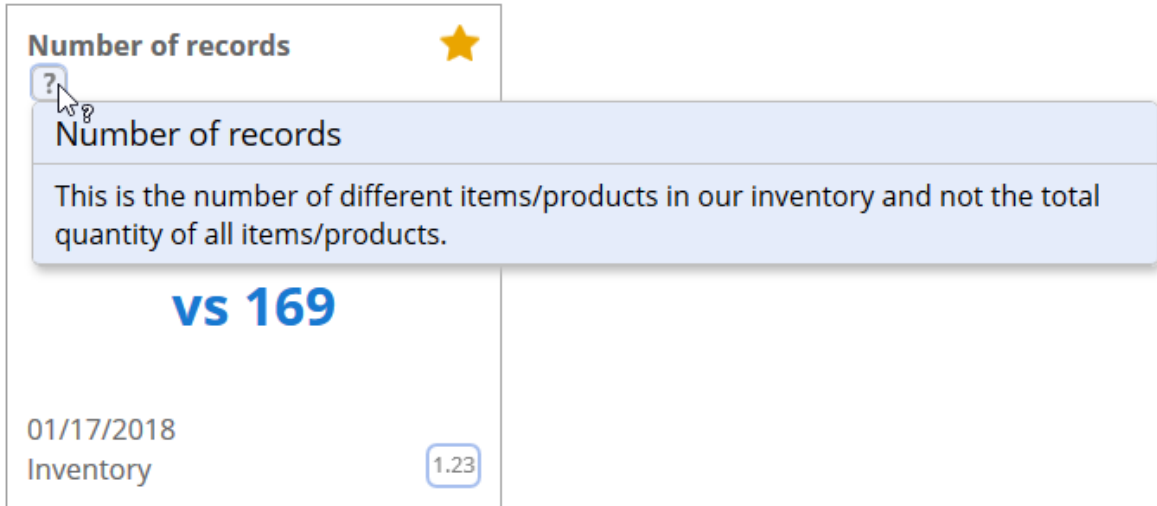 Number of records
?
Number of records
This is the number of different items/products in our inventory and not the total
quantity of all items/products.
vs 169
01/17/2018
Inventory
1.23